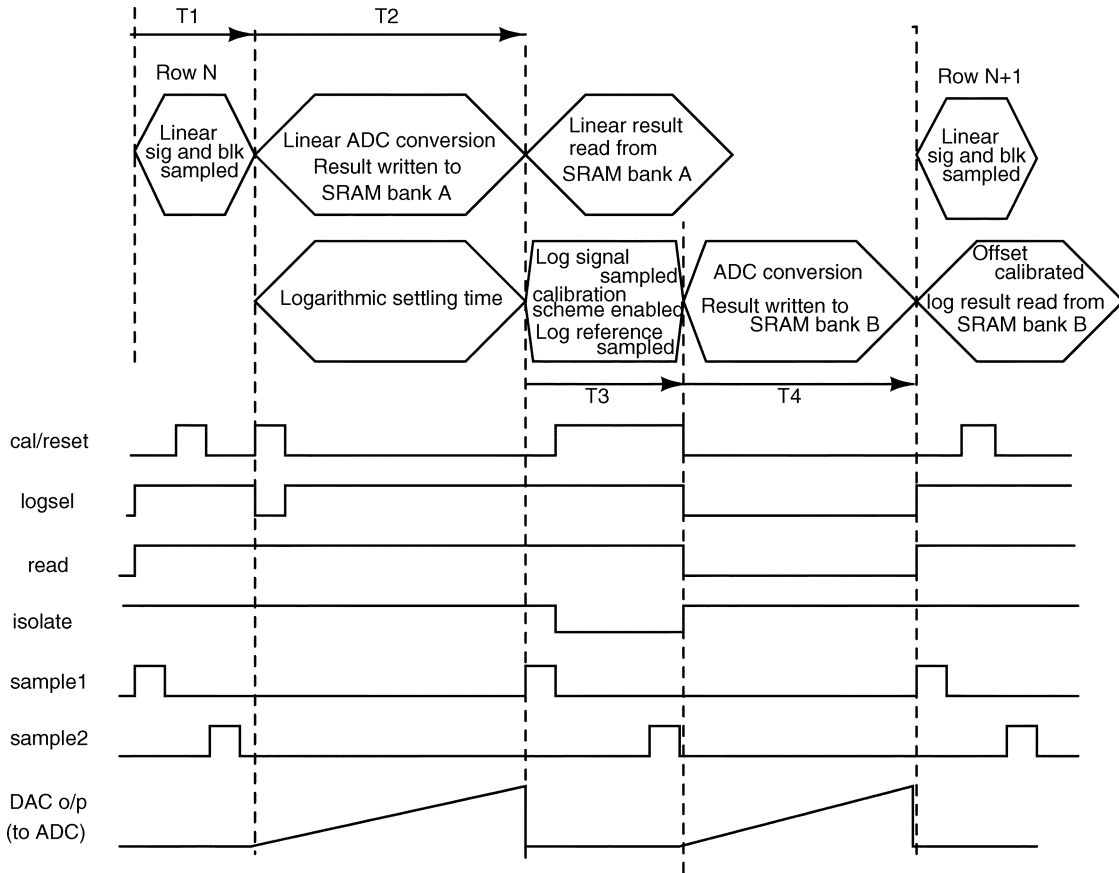 T1
T2
Row N
Row N+1
Linear
sig and blk
sampled
Linear ADC conversion
Result written to
SRAM bank A
Linear result
read from
SRAM bank A
Linear
sig and blk
sampled
Logarithmic settling time
Log signal
sampled
calibration
scheme enabled
Log reference
sampled
ADC conversion
Result written to
SRAM bank B
Offset
calibrated
log result read from
SRAM bank B
T3
T4
cal/reset
logsel
read
isolate
sample1
sample2
DAC o/p
(to ADC)